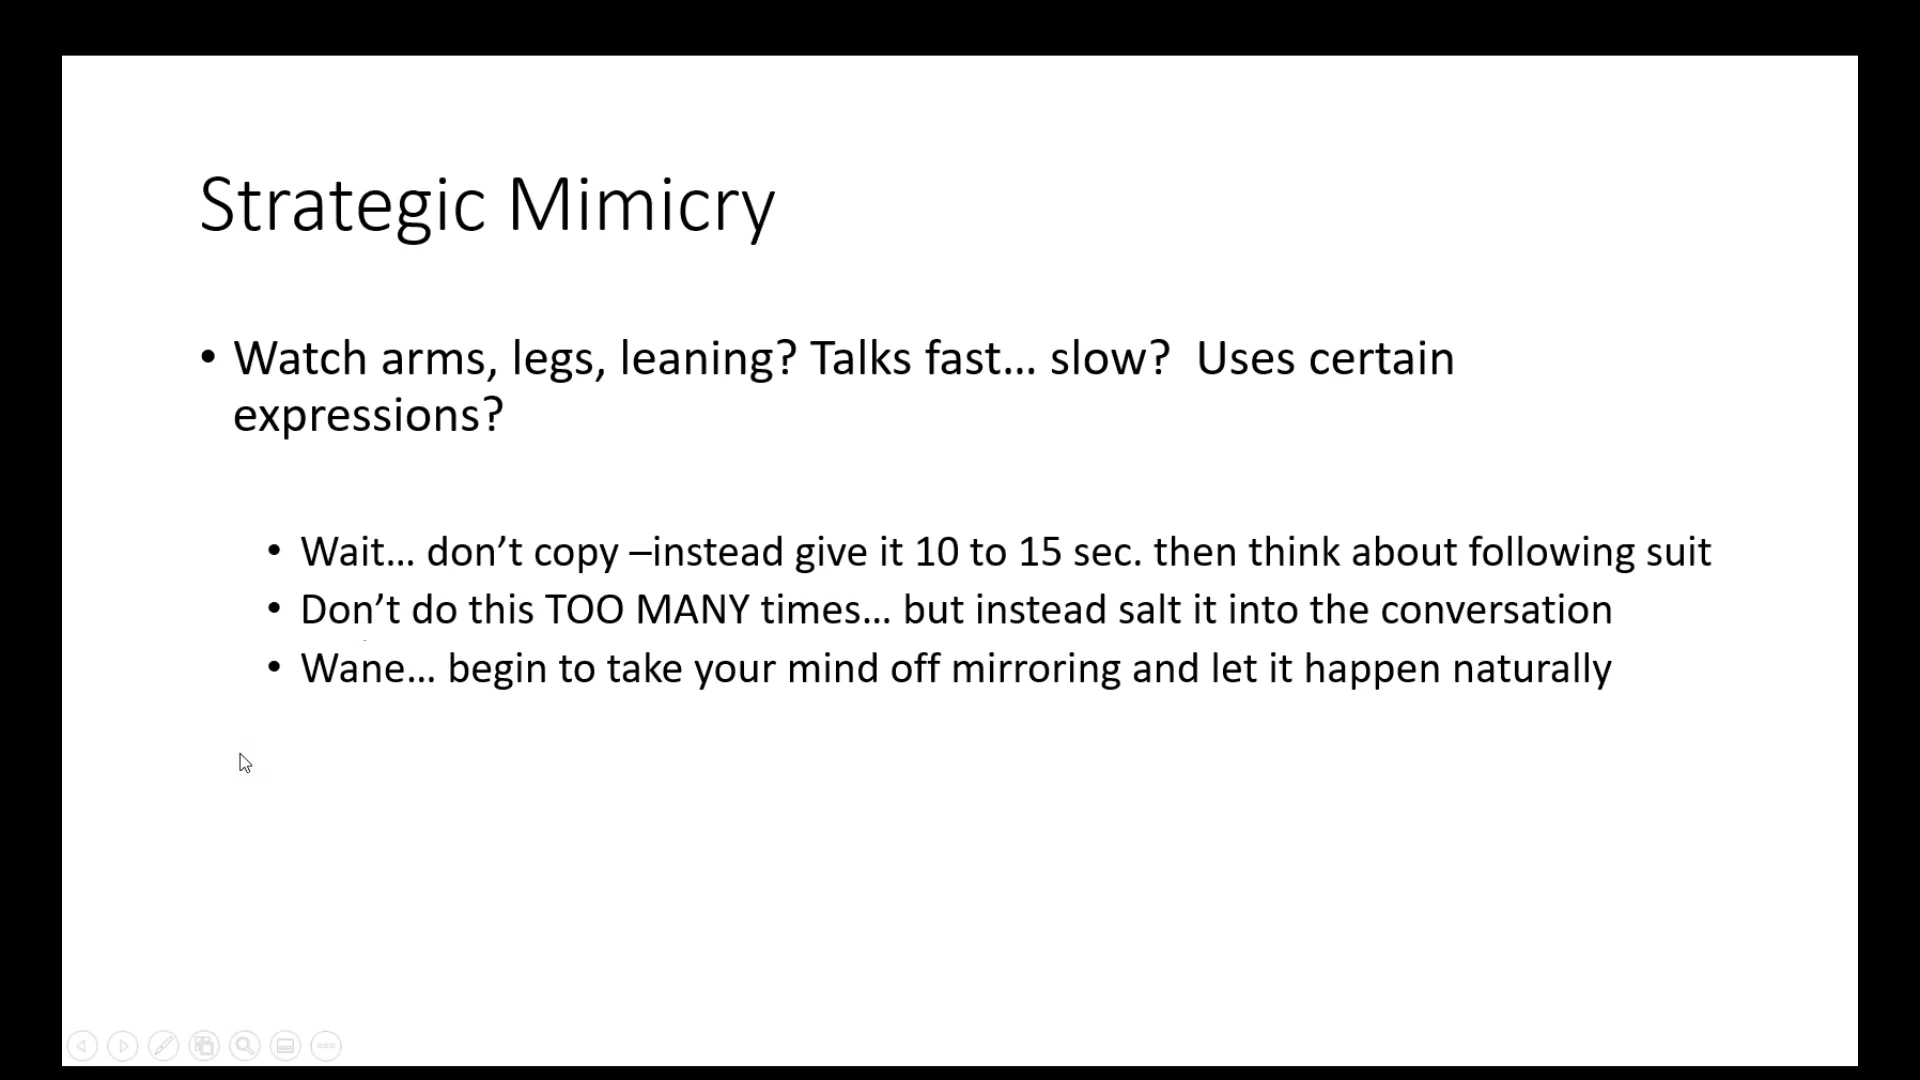 Strategic Mimicry
• Watch arms, legs, leaning? Talks fast… slow?  Uses certain
expressions?
• Wait… don’t copy –instead give it 10 to 15 sec. then think about following suit
• Don’t do this TOO MANY times… but instead salt it into the conversation
• Wane… begin to take your mind off mirroring and let it happen naturally